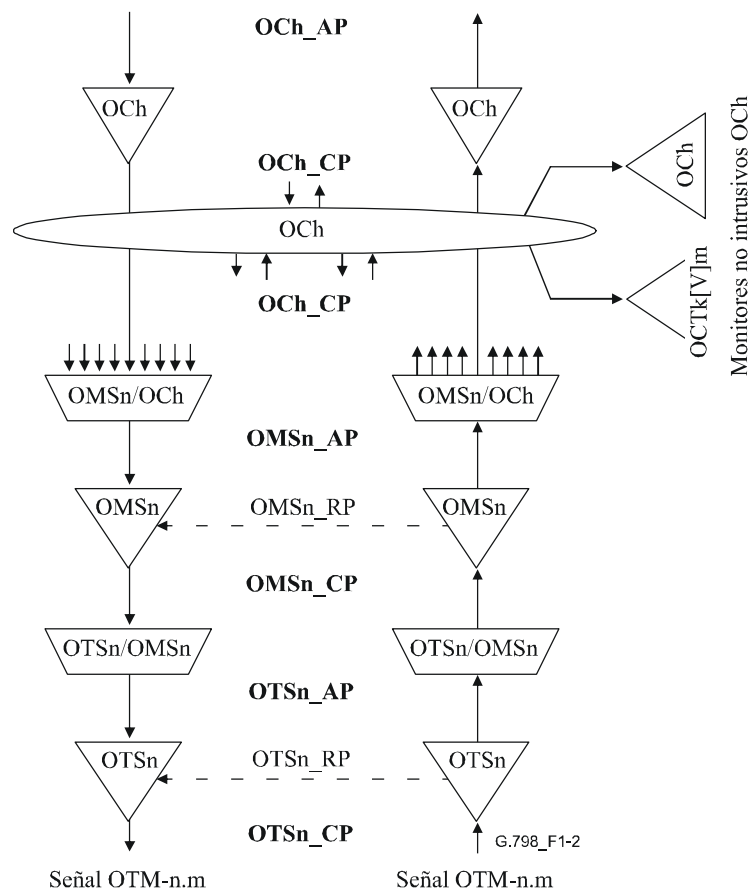 OCh_AP
OCh
OCh
OCh
Monitores no intrusivos OCh
OCh_CP
OCh
OCh_CP
OCTk[V]m
OMSn/OCh
OMSn/OCh
OMSn_AP
OMSn
OMSn_RP
OMSn
OMSn_CP
OTSn/OMSn
OTSn/OMSn
OTSn_AP
OTSn
OTSn_RP
OTSn
OTSn_CP
G.798_F1-2
Señal OTM-n.m
Señal OTM-n.m